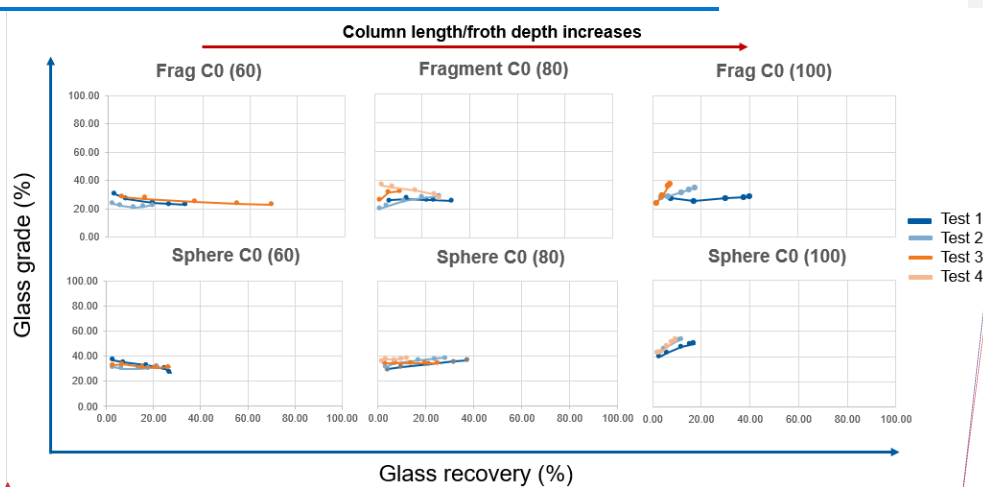 Column length/froth depth increases
Frag C0 (60)
Fragment C0 (80)
Frag C0 (100)
100.00
80.00
60.00
40.00
20.00
0.00
Glass grade (%)
Test 1
Test 2
Test 3
Test 4
Sphere C0 (60)
Sphere C0 (80)
Sphere C0 (100)
100.00
80.00
60.00
40.00
20.00
0.00
0.00 20.00 40.00 60.00 80.00 100.00
0.00 20.00 40.00 60.00 80.00 100.00
0.00 20.00 40.00 60.00 80.00 100.00
Glass recovery (%)